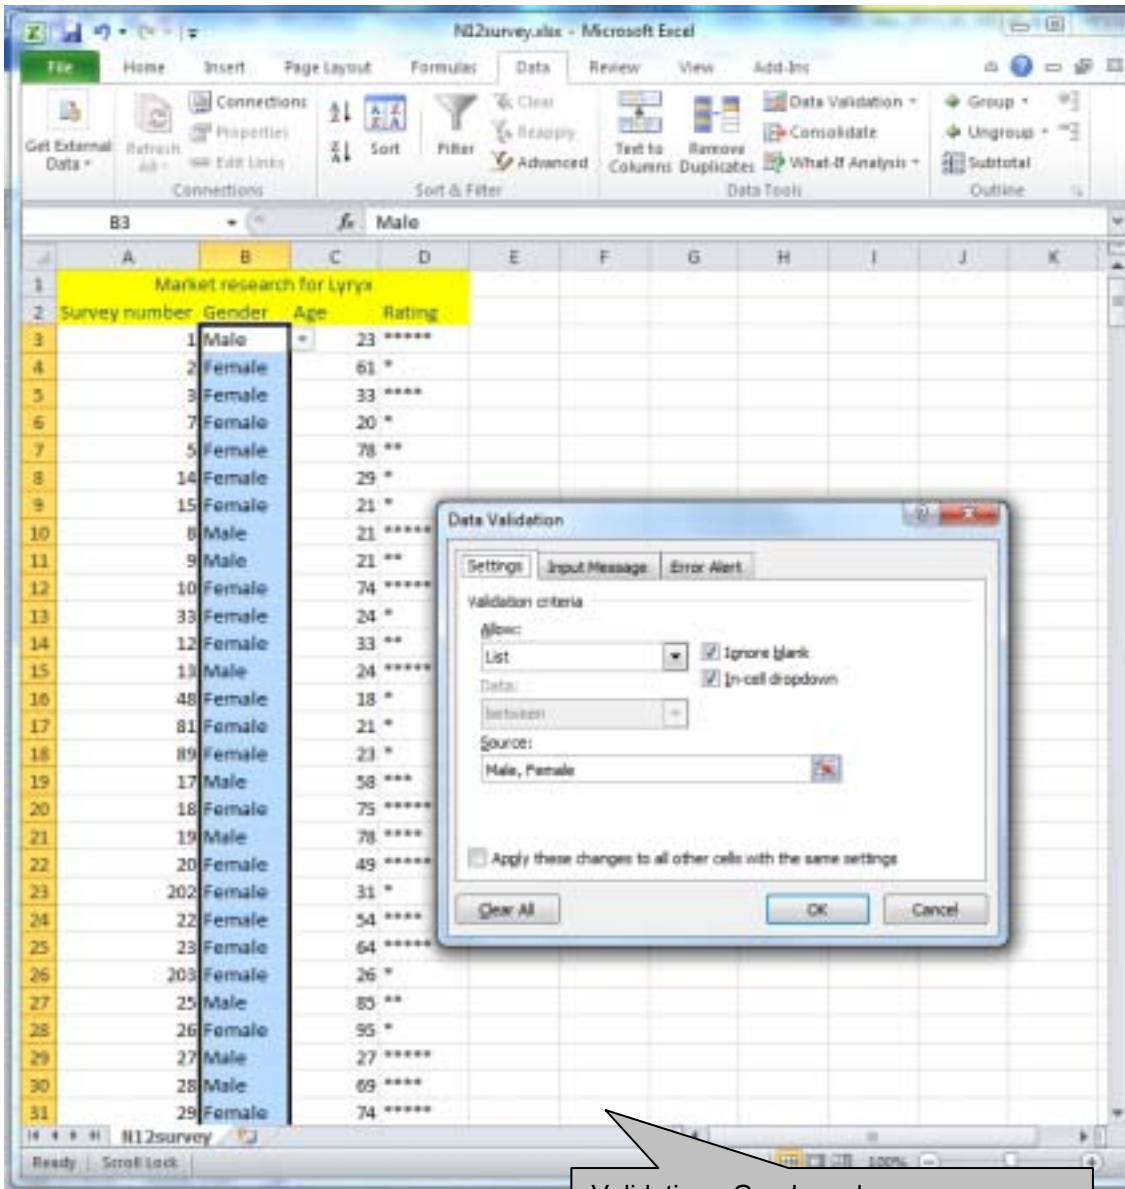 N12survey.xlsx - Microsoft Excel
File Home Insert Page Layout Formulas Data Review View Add-Ins
Get External Data
Refresh All
Connections
Properties
Edit Links
Connections
Sort
Filter
Clear
Reapply
Advanced
Sort & Filter
Text to Columns
Remove Duplicates
Data Validation
Consolidate
What-If Analysis
Data Tools
Group
Ungroup
Subtotal
Outline
B3 fx Male
A B C D E F G H I J K
1 Market research for Lyryx
2 Survey number Gender Age Rating
3 1 Male 23 *****
4 2 Female 61 *
5 3 Female 33 ****
6 7 Female 20 *
7 5 Female 78 **
8 14 Female 29 *
9 15 Female 21 *
10 8 Male 21 *****
11 9 Male 21 **
12 10 Female 74 *****
13 33 Female 24 *
14 12 Female 33 **
15 13 Male 24 *****
16 48 Female 18 *
17 81 Female 21 *
18 89 Female 23 *
19 17 Male 58 ***
20 18 Female 75 *****
21 19 Male 78 ****
22 20 Female 49 *****
23 202 Female 31 *
24 22 Female 54 ****
25 23 Female 64 *****
26 203 Female 26 *
27 25 Male 85 **
28 26 Female 95 *
29 27 Male 27 *****
30 28 Male 69 ****
31 29 Female 74 *****
Data Validation
Settings Input Message Error Alert
Validation criteria
Allow:
List
Ignore blank
In-cell dropdown
Data:
between
Source:
Male, Female
Apply these changes to all other cells with the same settings
Clear All OK Cancel
N12survey
Ready Scroll Lock 100%